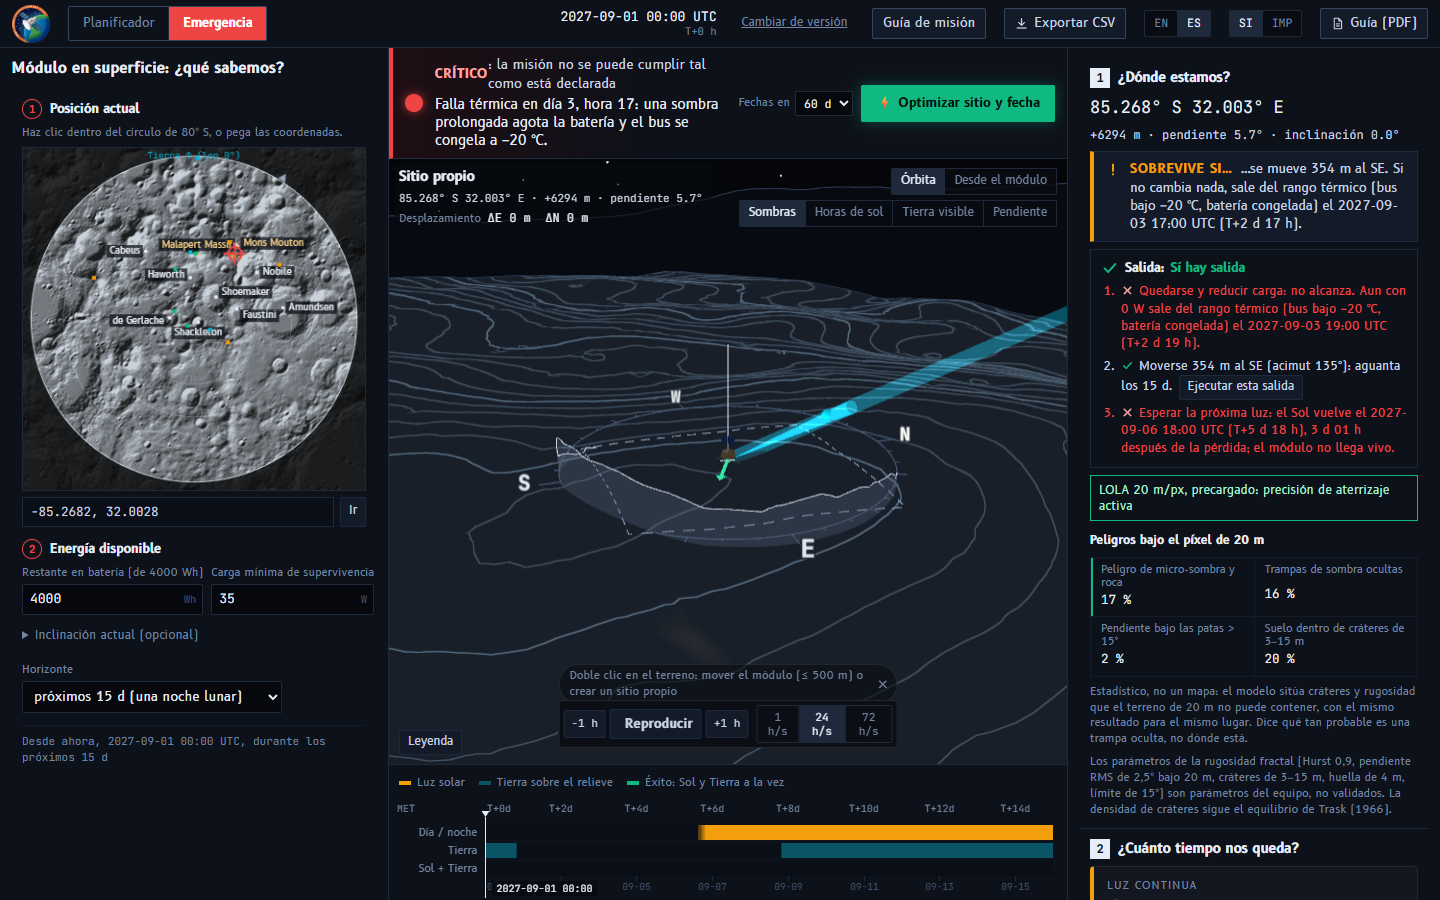 Planificador
Emergencia
2027-09-01 00:00 UTC
T+0 h
Cambiar de versión
Guía de misión
Exportar CSV
EN
ES
SI
IMP
Guía (PDF)
Módulo en superficie: ¿qué sabemos?
1 Posición actual
Haz clic dentro del círculo de 80° S, o pega las coordenadas.
Cabeus
Malapert Massif
Mons Mouton
Haworth
Nobile
Shoemaker
Amundsen
Faustini
de Gerlache
Shackleton
-85.2682, 32.0028
Ir
2 Energía disponible
Restante en batería [de 4000 Wh]
Carga mínima de supervivencia
4000 Wh
35 W
Inclinación actual [opcional]
Horizonte
próximos 15 d [una noche lunar]
Desde ahora, 2027-09-01 00:00 UTC, durante los
próximos 15 d
CRÍTICO : la misión no se puede cumplir tal
como está declarada
Falla térmica en día 3, hora 17: una sombra
prolongada agota la batería y el bus se
congela a −20 °C.
Fechas en
60 d
Optimizar sitio y fecha
Sitio propio
85.268° S 32.003° E · +6294 m · pendiente 5.7°
Desplazamiento ΔE 0 m ΔN 0 m
Órbita
Desde el módulo
Sombras
Horas de sol
Tierra visible
Pendiente
W
N
S
E
Doble clic en el terreno: mover el módulo [≤ 500 m] o
crear un sitio propio
-1 h
Reproducir
+1 h
1 h/s
24 h/s
72 h/s
Leyenda
Luz solar
Tierra sobre el relieve
Éxito: Sol y Tierra a la vez
MET
T+0d
T+2d
T+4d
T+6d
T+8d
T+10d
T+12d
T+14d
Día / noche
Tierra
Sol + Tierra
2027-09-01 00:00
09-05
09-07
09-09
09-11
09-13
09-15
1 ¿Dónde estamos?
85.268° S 32.003° E
+6294 m · pendiente 5.7° · inclinación 0.0°
! SOBREVIVE SI... ...se mueve 354 m al SE. Si
no cambia nada, sale del rango térmico [bus
bajo −20 °C, batería congelada] el 2027-09-
03 17:00 UTC [T+2 d 17 h].
Salida: Sí hay salida
1. Quedarse y reducir carga: no alcanza. Aun con
0 W sale del rango térmico [bus bajo −20 °C,
batería congelada] el 2027-09-03 19:00 UTC
[T+2 d 19 h].
2. Moverse 354 m al SE [acimut 135°]: aguanta
los 15 d. Ejecutar esta salida
3. Esperar la próxima luz: el Sol vuelve el 2027-
09-06 18:00 UTC [T+5 d 18 h], 3 d 01 h
después de la pérdida; el módulo no llega vivo.
LOLA 20 m/px, precargado: precisión de aterrizaje
activa
Peligros bajo el píxel de 20 m
Peligro de micro-sombra y
roca
17 %
Trampas de sombra ocultas
16 %
Pendiente bajo las patas >
15°
2 %
Suelo dentro de cráteres de
3–15 m
20 %
Estadístico, no un mapa: el modelo sitúa cráteres y rugosidad
que el terreno de 20 m no puede contener, con el mismo
resultado para el mismo lugar. Dice qué tan probable es una
trampa oculta, no dónde está.
Los parámetros de la rugosidad fractal [Hurst 0,9, pendiente
RMS de 2,5° bajo 20 m, cráteres de 3–15 m, huella de 4 m,
límite de 15°] son parámetros del equipo, no validados. La
densidad de cráteres sigue el equilibrio de Trask [1966].
2 ¿Cuánto tiempo nos queda?
LUZ CONTINUA